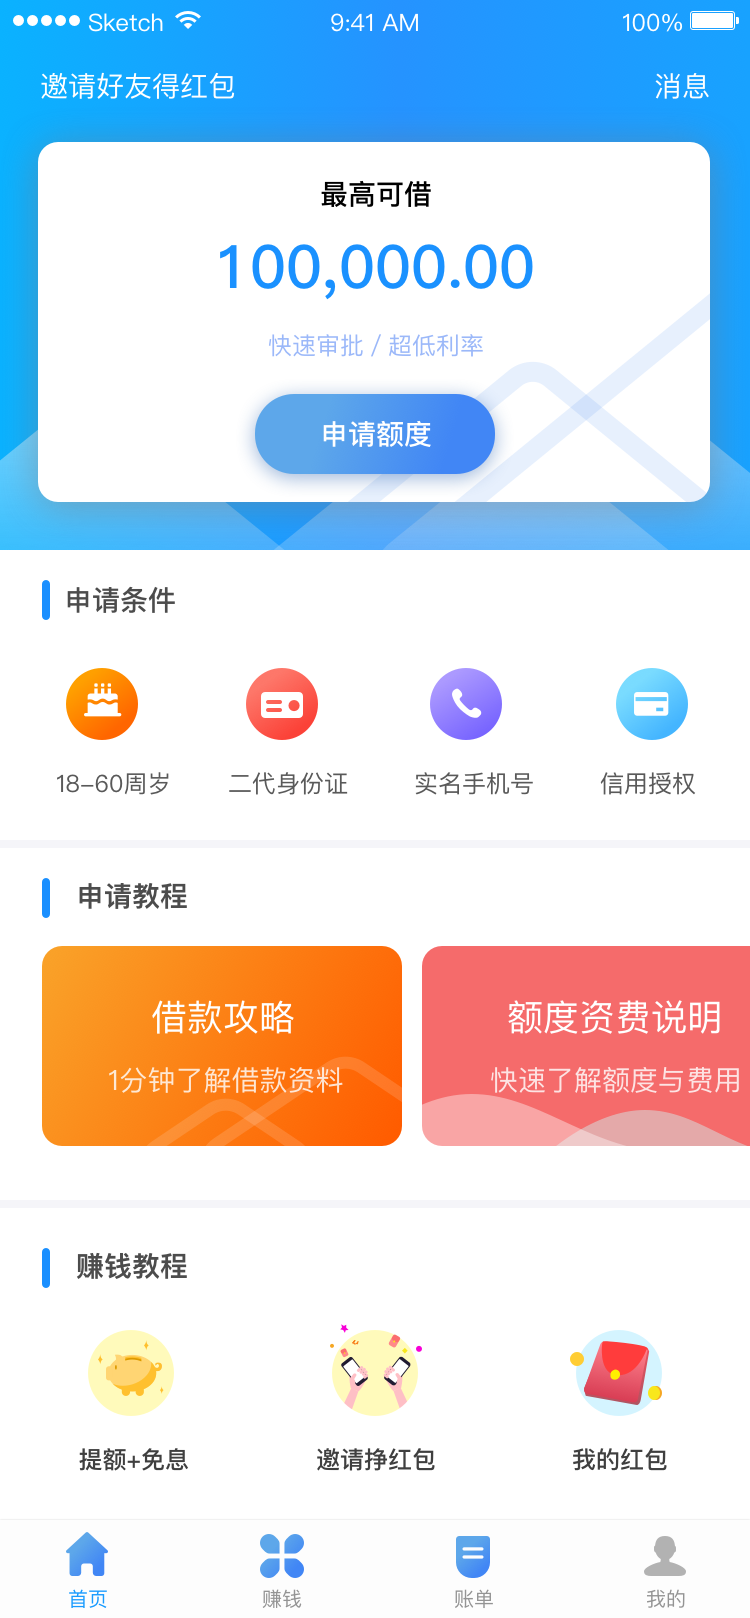 Sketch 9:41 AM 100%
邀请好友得红包 消息
最高可借
100,000.00
快速审批 / 超低利率
申请额度
申请条件
18-60周岁 二代身份证 实名手机号 信用授权
申请教程
借款攻略 额度资费说明
1分钟了解借款资料 快速了解额度与费用
赚钱教程
提额+免息 邀请挣红包 我的红包
首页 赚钱 账单 我的